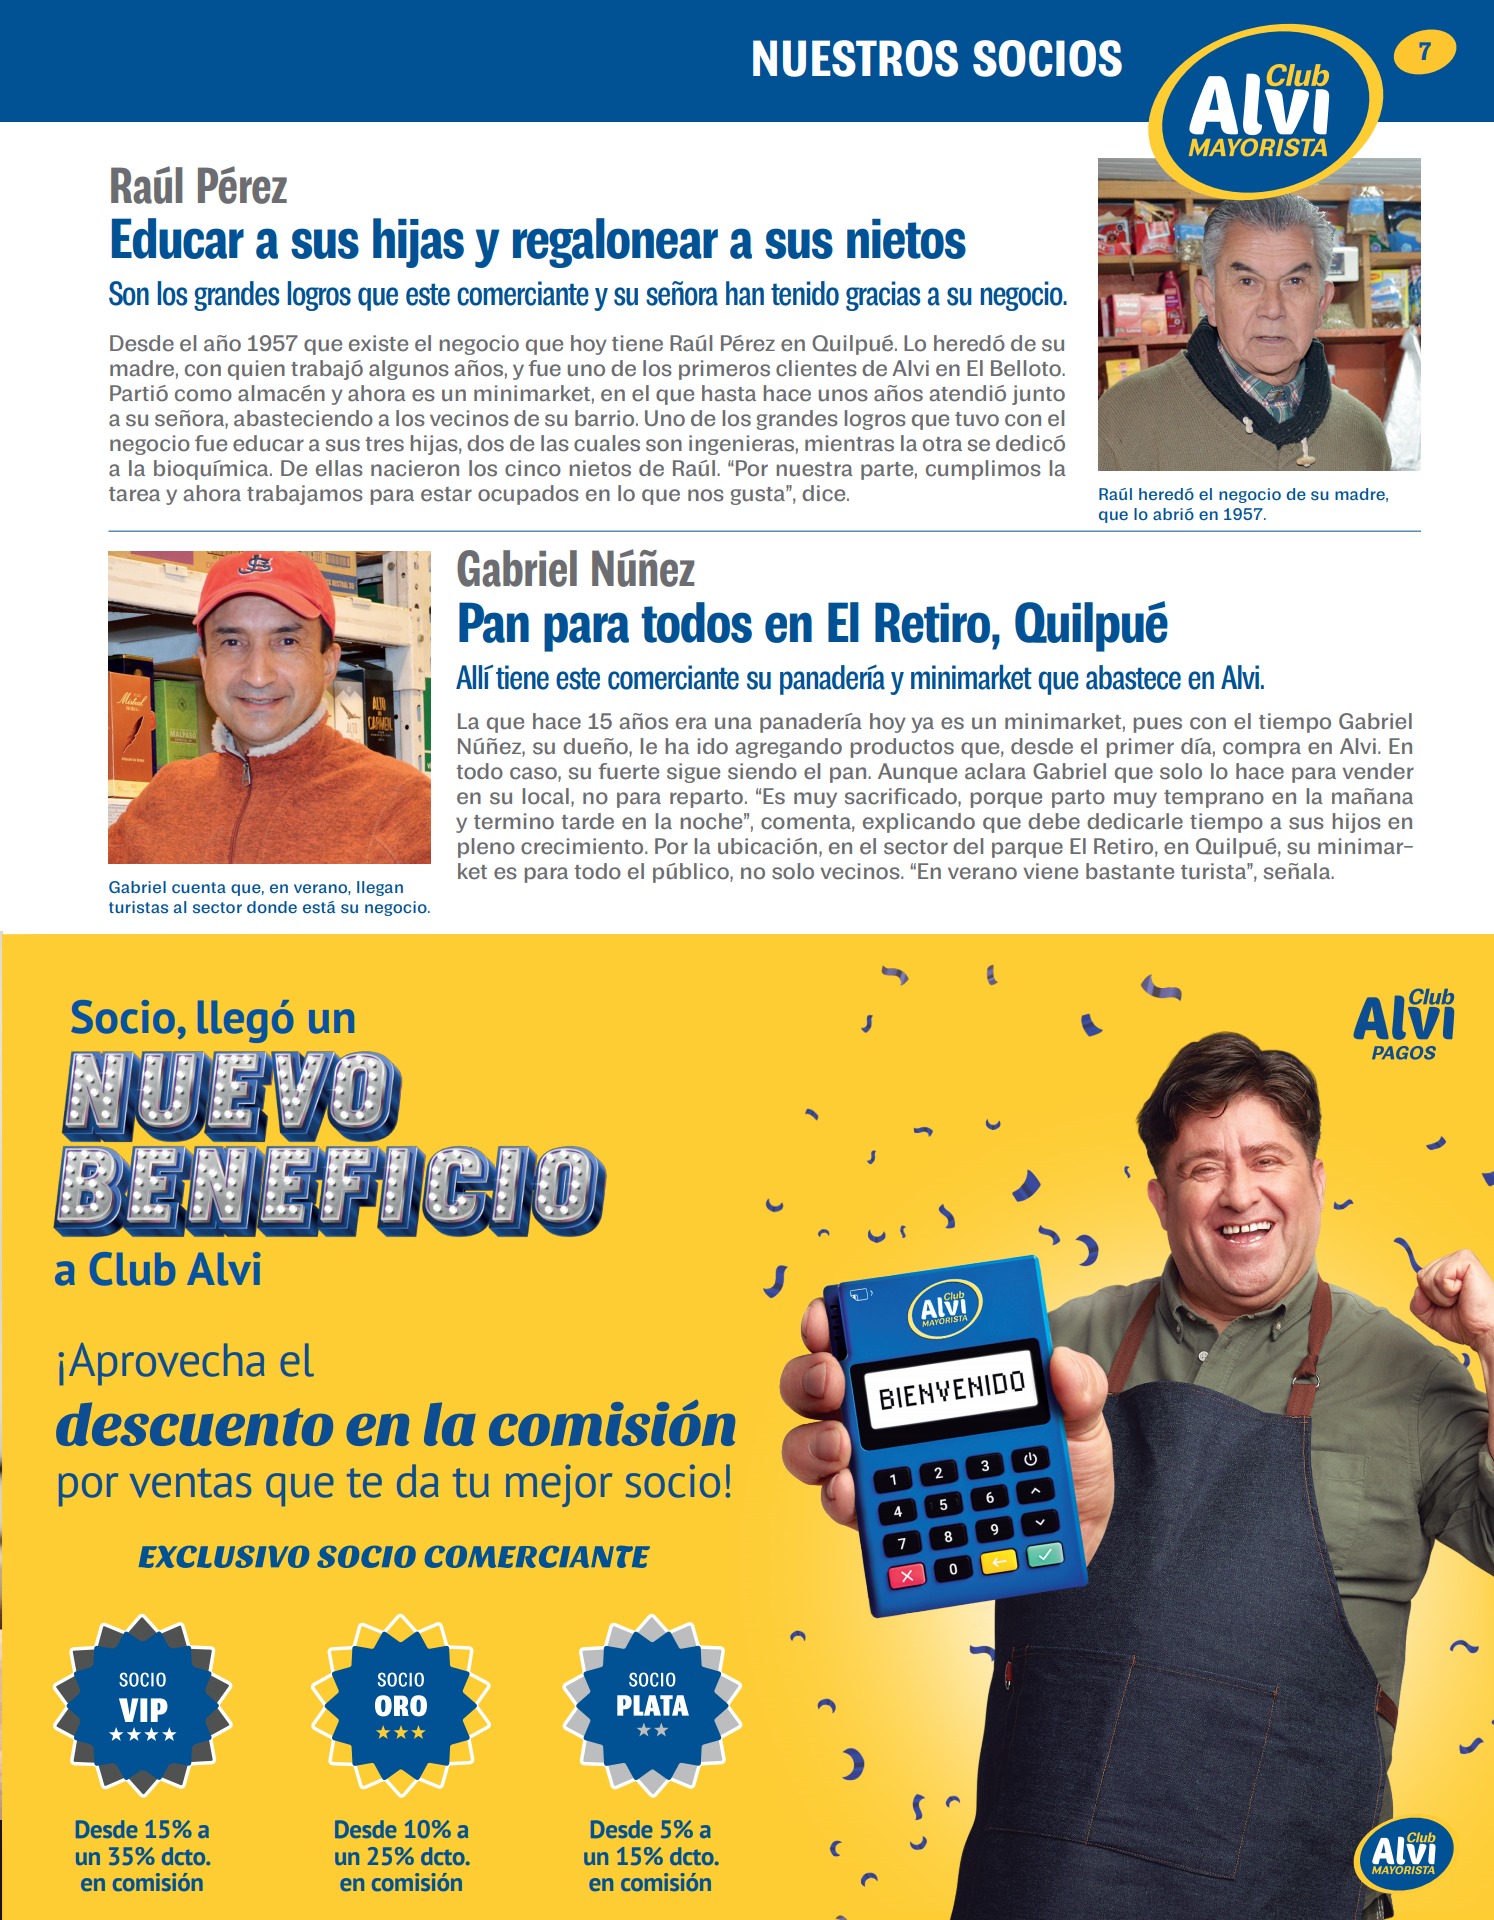 NUESTROS SOCIOS
Club
Alvi
MAYORISTA
7
Raúl Pérez
Educar a sus hijas y regalonear a sus nietos
Son los grandes logros que este comerciante y su señora han tenido gracias a su negocio.
Desde el año 1957 que existe el negocio que hoy tiene Raúl Pérez en Quilpué. Lo heredó de su
madre, con quien trabajó algunos años, y fue uno de los primeros clientes de Alvi en El Belloto.
Partió como almacén y ahora es un minimarket, en el que hasta hace unos años atendió junto
a su señora, abasteciendo a los vecinos de su barrio. Uno de los grandes logros que tuvo con el
negocio fue educar a sus tres hijas, dos de las cuales son ingenieras, mientras la otra se dedicó
a la bioquímica. De ellas nacieron los cinco nietos de Raúl. “Por nuestra parte, cumplimos la
tarea y ahora trabajamos para estar ocupados en lo que nos gusta”, dice.
Raúl heredó el negocio de su madre,
que lo abrió en 1957.
Gabriel Núñez
Pan para todos en El Retiro, Quilpué
Allí tiene este comerciante su panadería y minimarket que abastece en Alvi.
La que hace 15 años era una panadería hoy ya es un minimarket, pues con el tiempo Gabriel
Núñez, su dueño, le ha ido agregando productos que, desde el primer día, compra en Alvi. En
todo caso, su fuerte sigue siendo el pan. Aunque aclara Gabriel que solo lo hace para vender
en su local, no para reparto. “Es muy sacrificado, porque parto muy temprano en la mañana
y termino tarde en la noche”, comenta, explicando que debe dedicarle tiempo a sus hijos en
pleno crecimiento. Por la ubicación, en el sector del parque El Retiro, en Quilpué, su minimar-
ket es para todo el público, no solo vecinos. “En verano viene bastante turista”, señala.
ALTO
CARMEN
MALPASO
Gabriel cuenta que, en verano, llegan
turistas al sector donde está su negocio.
Socio, llegó un
NUEVO
BENEFICIO
a Club Alvi
¡Aprovecha el
descuento en la comisión
por ventas que te da tu mejor socio!
EXCLUSIVO SOCIO COMERCIANTE
SOCIO
VIP
Desde 15% a
un 35% dcto.
en comisión
SOCIO
ORO
Desde 10% a
un 25% dcto.
en comisión
SOCIO
PLATA
Desde 5% a
un 15% dcto.
en comisión
Club
Alvi
PAGOS
Club
Alvi
MAYORISTA
BIENVENIDO
1 2 3
4 5 6
7 8 9
0
Club
Alvi
MAYORISTA